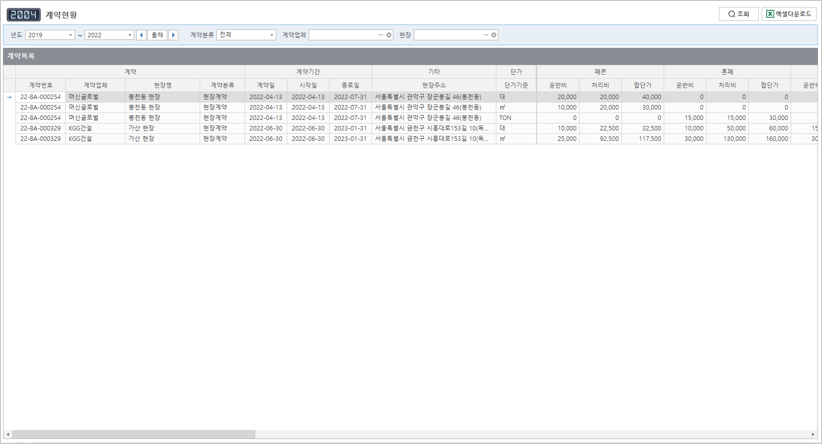 2004 계약현황 조회 엑셀다운로드
년도 2019 ~ 2022 올해 계약분류 전체 계약업체 현장
계약목록
계약 계약기간 기타 단가 폐콘 혼폐
계약번호 계약업체 현장명 계약분류 계약일 시작일 종료일 현장주소 단가기준 운반비 처리비 합단가 운반비 처리비 합단가 운반비
22-BA-000254 머신글로벌 봉천동 현장 현장계약 2022-04-13 2022-04-13 2022-07-31 서울특별시 관악구 장군봉길 46(봉천동) 대 20,000 20,000 40,000 0 0 0
22-BA-000254 머신글로벌 봉천동 현장 현장계약 2022-04-13 2022-04-13 2022-07-31 서울특별시 관악구 장군봉길 46(봉천동) ㎥ 10,000 20,000 30,000 0 0 0
22-BA-000254 머신글로벌 봉천동 현장 현장계약 2022-04-13 2022-04-13 2022-07-31 서울특별시 관악구 장군봉길 46(봉천동) TON 0 0 0 15,000 15,000 30,000
22-BA-000329 KGG건설 가산 현장 현장계약 2022-06-30 2022-06-30 2023-01-31 서울특별시 금천구 시흥대로153길 10(독... 대 10,000 22,500 32,500 10,000 50,000 60,000 15
22-BA-000329 KGG건설 가산 현장 현장계약 2022-06-30 2022-06-30 2023-01-31 서울특별시 금천구 시흥대로153길 10(독... ㎥ 25,000 92,500 117,500 30,000 130,000 160,000 30